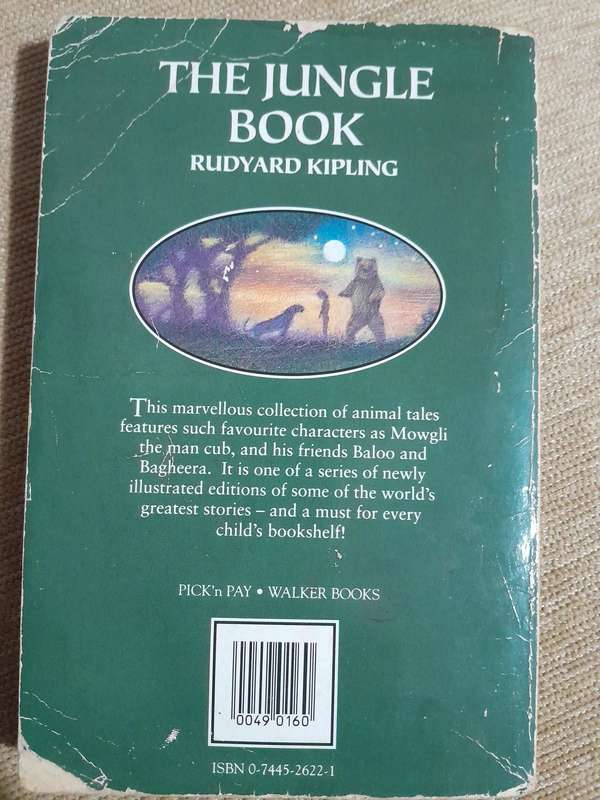 THE JUNGLE
BOOK
RUDYARD KIPLING
This marvellous collection of animal tales
features such favourite characters as Mowgli
the man cub, and his friends Baloo and
Bagheera. It is one of a series of newly
illustrated editions of some of the world's
greatest stories – and a must for every
child's bookshelf!
PICK'n PAY • WALKER BOOKS
0049 0160
ISBN 0-7445-2622-1